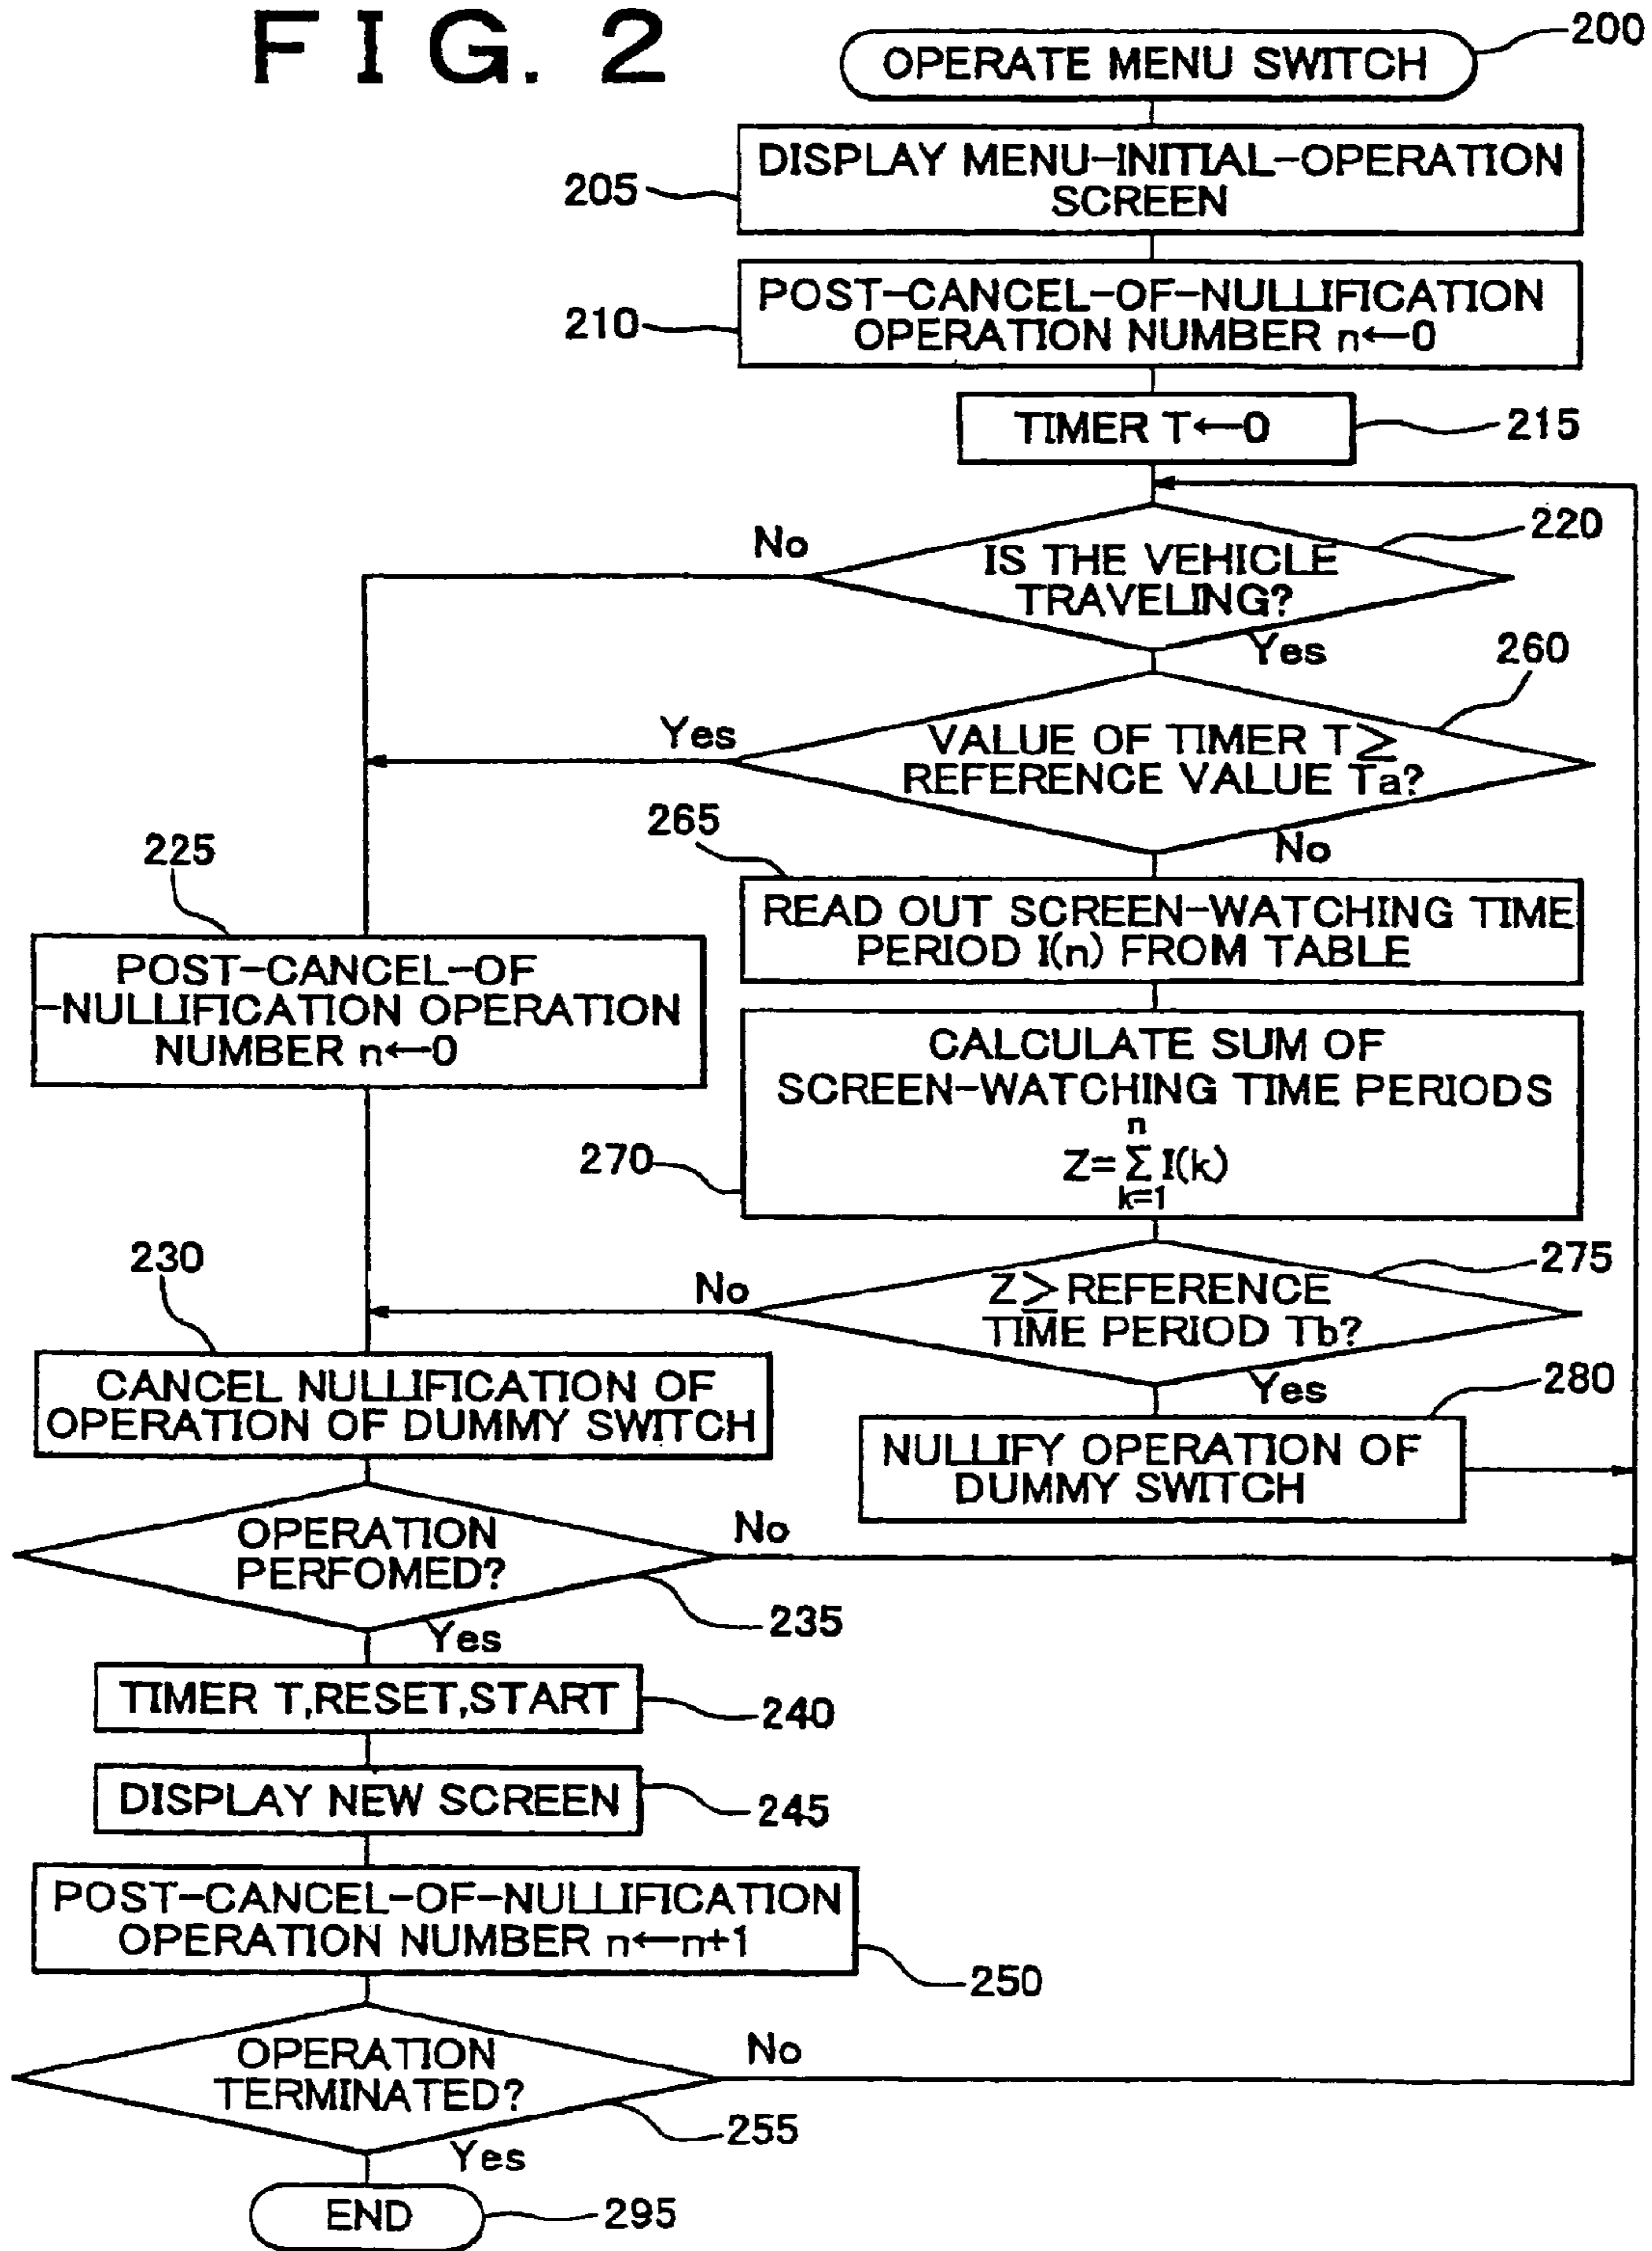 FIG. 2
OPERATE MENU SWITCH
200
DISPLAY MENU-INITIAL-OPERATION
SCREEN
205
POST-CANCEL-OF-NULLIFICATION
OPERATION NUMBER n←0
210
TIMER T←0
215
IS THE VEHICLE
TRAVELING?
220
No
Yes
VALUE OF TIMER T≧
REFERENCE VALUE Ta?
260
Yes
No
265
READ OUT SCREEN-WATCHING TIME
PERIOD I(n) FROM TABLE
225
POST-CANCEL-OF
-NULLIFICATION OPERATION
NUMBER n←0
CALCULATE SUM OF
SCREEN-WATCHING TIME PERIODS
n
Z=ΣI(k)
k=1
270
Z≧REFERENCE
TIME PERIOD Tb?
275
No
Yes
230
CANCEL NULLIFICATION OF
OPERATION OF DUMMY SWITCH
280
NULLIFY OPERATION OF
DUMMY SWITCH
OPERATION
PERFOMED?
No
235
Yes
TIMER T,RESET,START
240
DISPLAY NEW SCREEN
245
POST-CANCEL-OF-NULLIFICATION
OPERATION NUMBER n←n+1
250
OPERATION
TERMINATED?
No
255
Yes
END
295